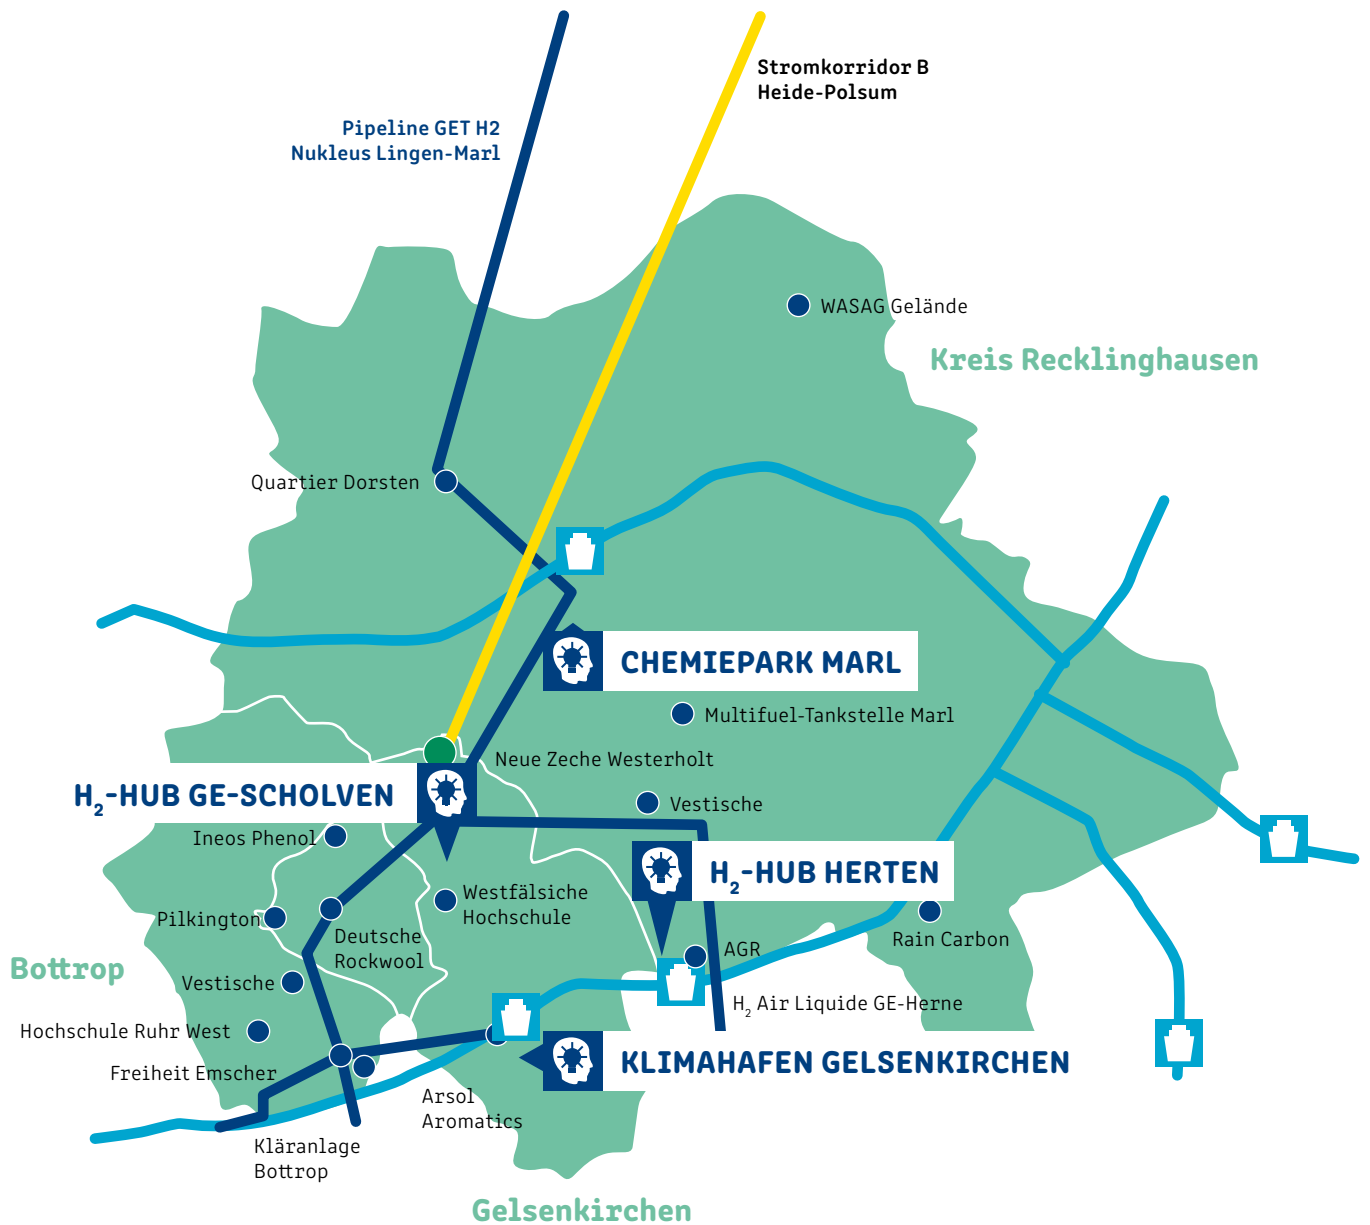 Stromkorridor B
Heide-Polsum
Pipeline GET H2
Nukleus Lingen-Marl
WASAG Gelände
Kreis Recklinghausen
Quartier Dorsten
CHEMIEPARK MARL
Multifuel-Tankstelle Marl
Neue Zeche Westerholt
H₂-HUB GE-SCHOLVEN
Vestische
Ineos Phenol
H₂-HUB HERTEN
Westfälsiche
Hochschule
Pilkington
Deutsche
Rockwool
AGR
Rain Carbon
Bottrop
Vestische
H₂ Air Liquide GE-Herne
Hochschule Ruhr West
KLIMAHAFEN GELSENKIRCHEN
Freiheit Emscher
Arsol
Aromatics
Kläranlage
Bottrop
Gelsenkirchen